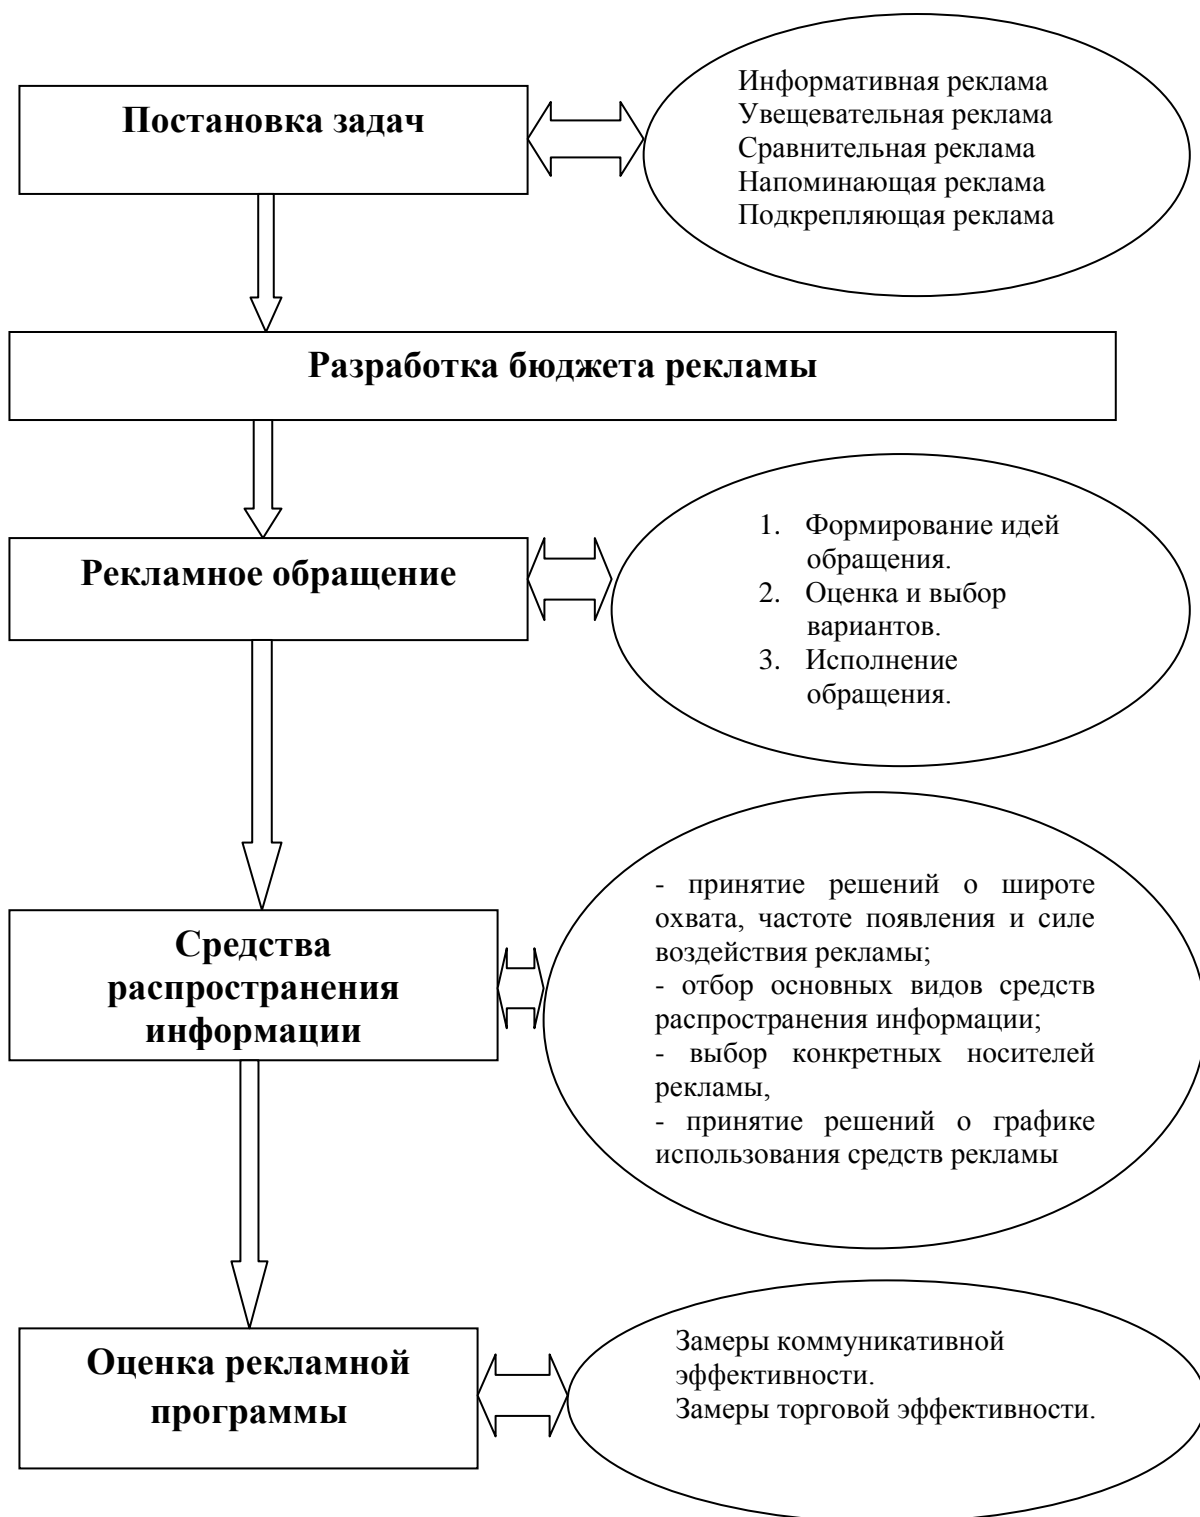 Постановка задач
Информативная реклама
Увещевательная реклама
Сравнительная реклама
Напоминающая реклама
Подкрепляющая реклама
Разработка бюджета рекламы
Рекламное обращение
1. Формирование идей
обращения.
2. Оценка и выбор
вариантов.
3. Исполнение
обращения.
Средства
распространения
информации
- принятие решений о широте
охвата, частоте появления и силе
воздействия рекламы;
- отбор основных видов средств
распространения информации;
- выбор конкретных носителей
рекламы,
- принятие решений о графике
использования средств рекламы
Оценка рекламной
программы
Замеры коммуникативной
эффективности.
Замеры торговой эффективности.